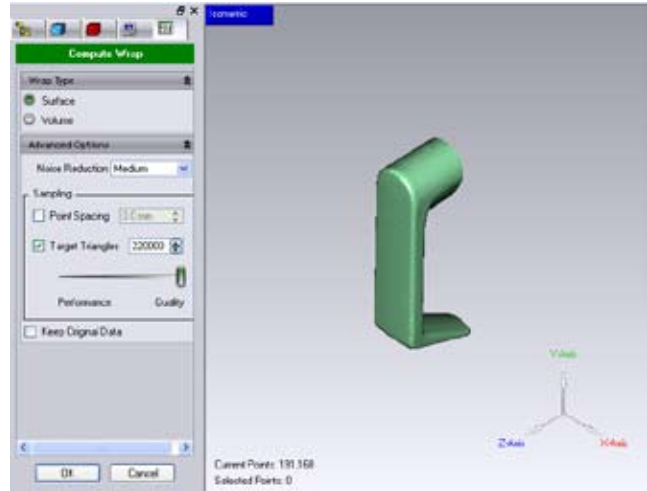 Compute Wrap
Wrap Type
Surface
Volume
Advanced Options
Noise Reduction Medium
Sampling
Point Spacing
Target Triangles 220000
Performance Quality
Keep Original Data
OK Cancel
Isometric
Y-Axis
Z-Axis X-Axis
Current Points: 191,168
Selected Points: 0